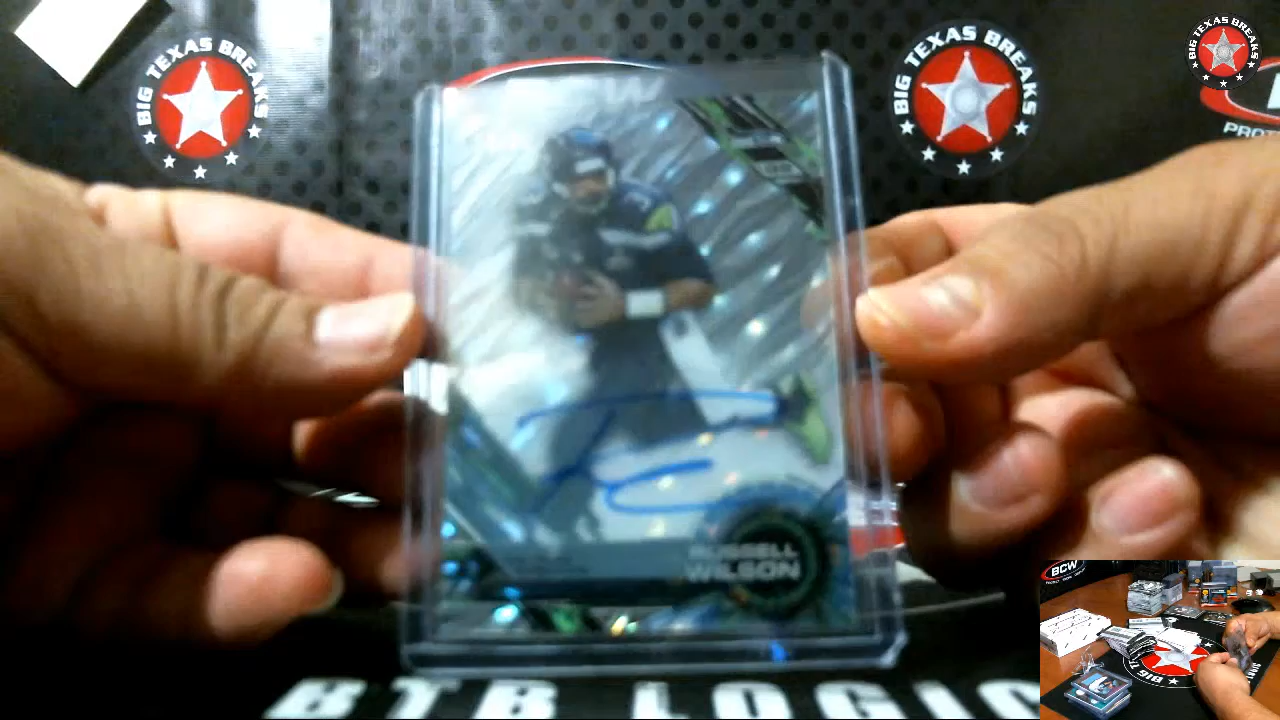 BIG TEXAS BREAKS
BIG TEXAS BREAKS
BIG TEXAS BREAKS
RUSSELL
WILSON
BTB LOGIC
BCW